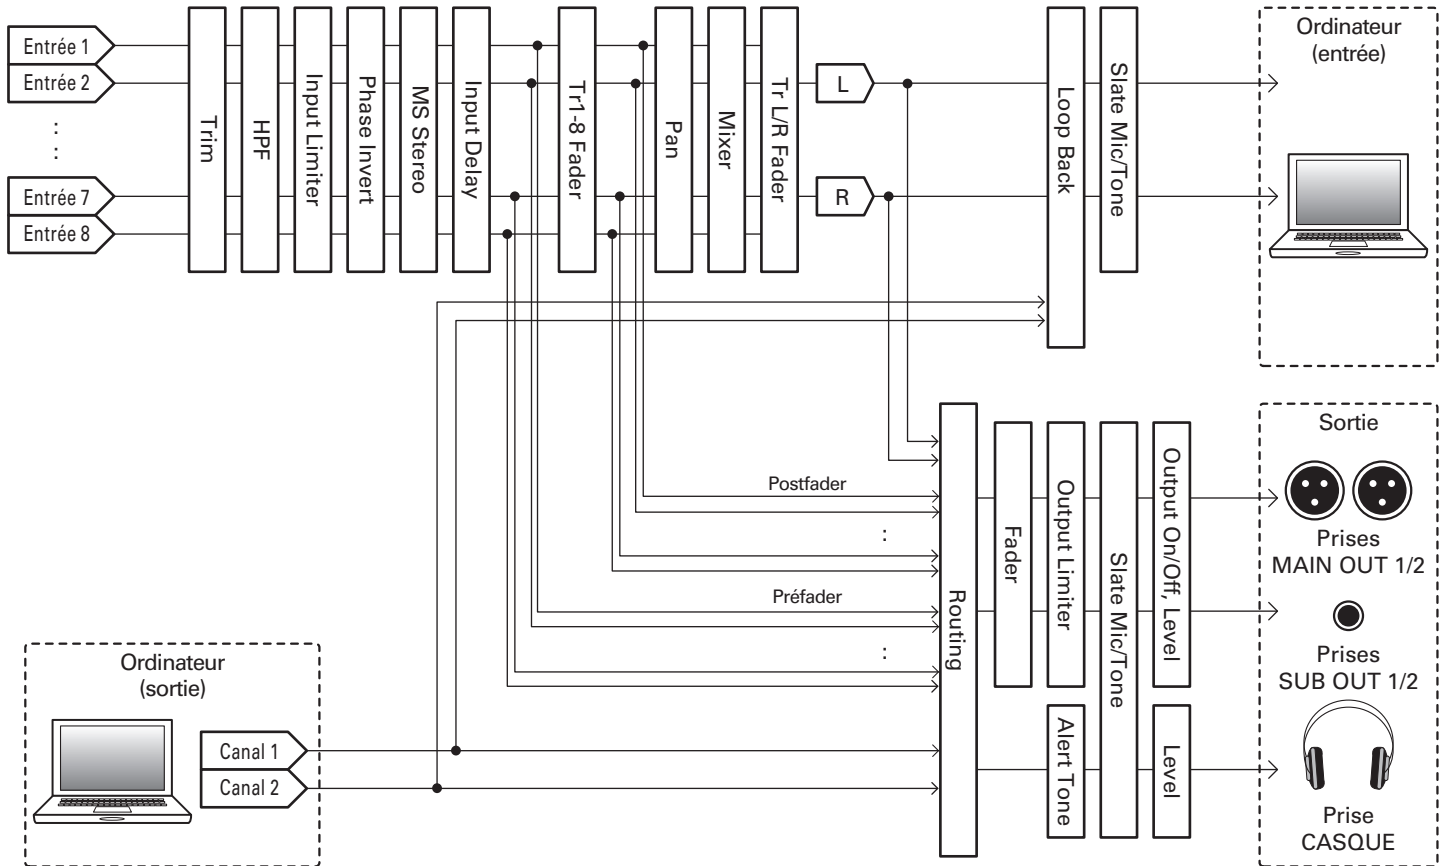 Entrée 1
Entrée 2
:
:
Entrée 7
Entrée 8
Trim
HPF
Input Limiter
Phase Invert
MS Stereo
Input Delay
Tr1-8 Fader
Pan
Mixer
Tr L/R Fader
L
R
Loop Back
Slate Mic/Tone
Ordinateur
(entrée)
Postfader
:
Préfader
:
Ordinateur
(sortie)
Canal 1
Canal 2
Routing
Fader
Output Limiter
Alert Tone
Slate Mic/Tone
Output On/Off, Level
Level
Sortie
Prises
MAIN OUT 1/2
Prises
SUB OUT 1/2
Prise
CASQUE